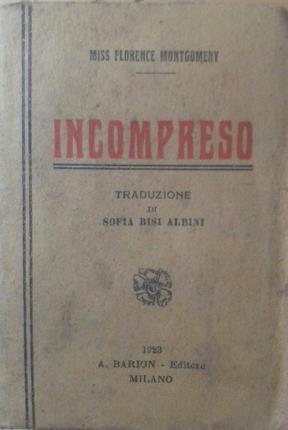 MISS FLORENCE MONTGOMERY
INCOMPRESO
TRADUZIONE
DI
SOFIA BISI ALBINI
1923
A. BARION - Editore
MILANO